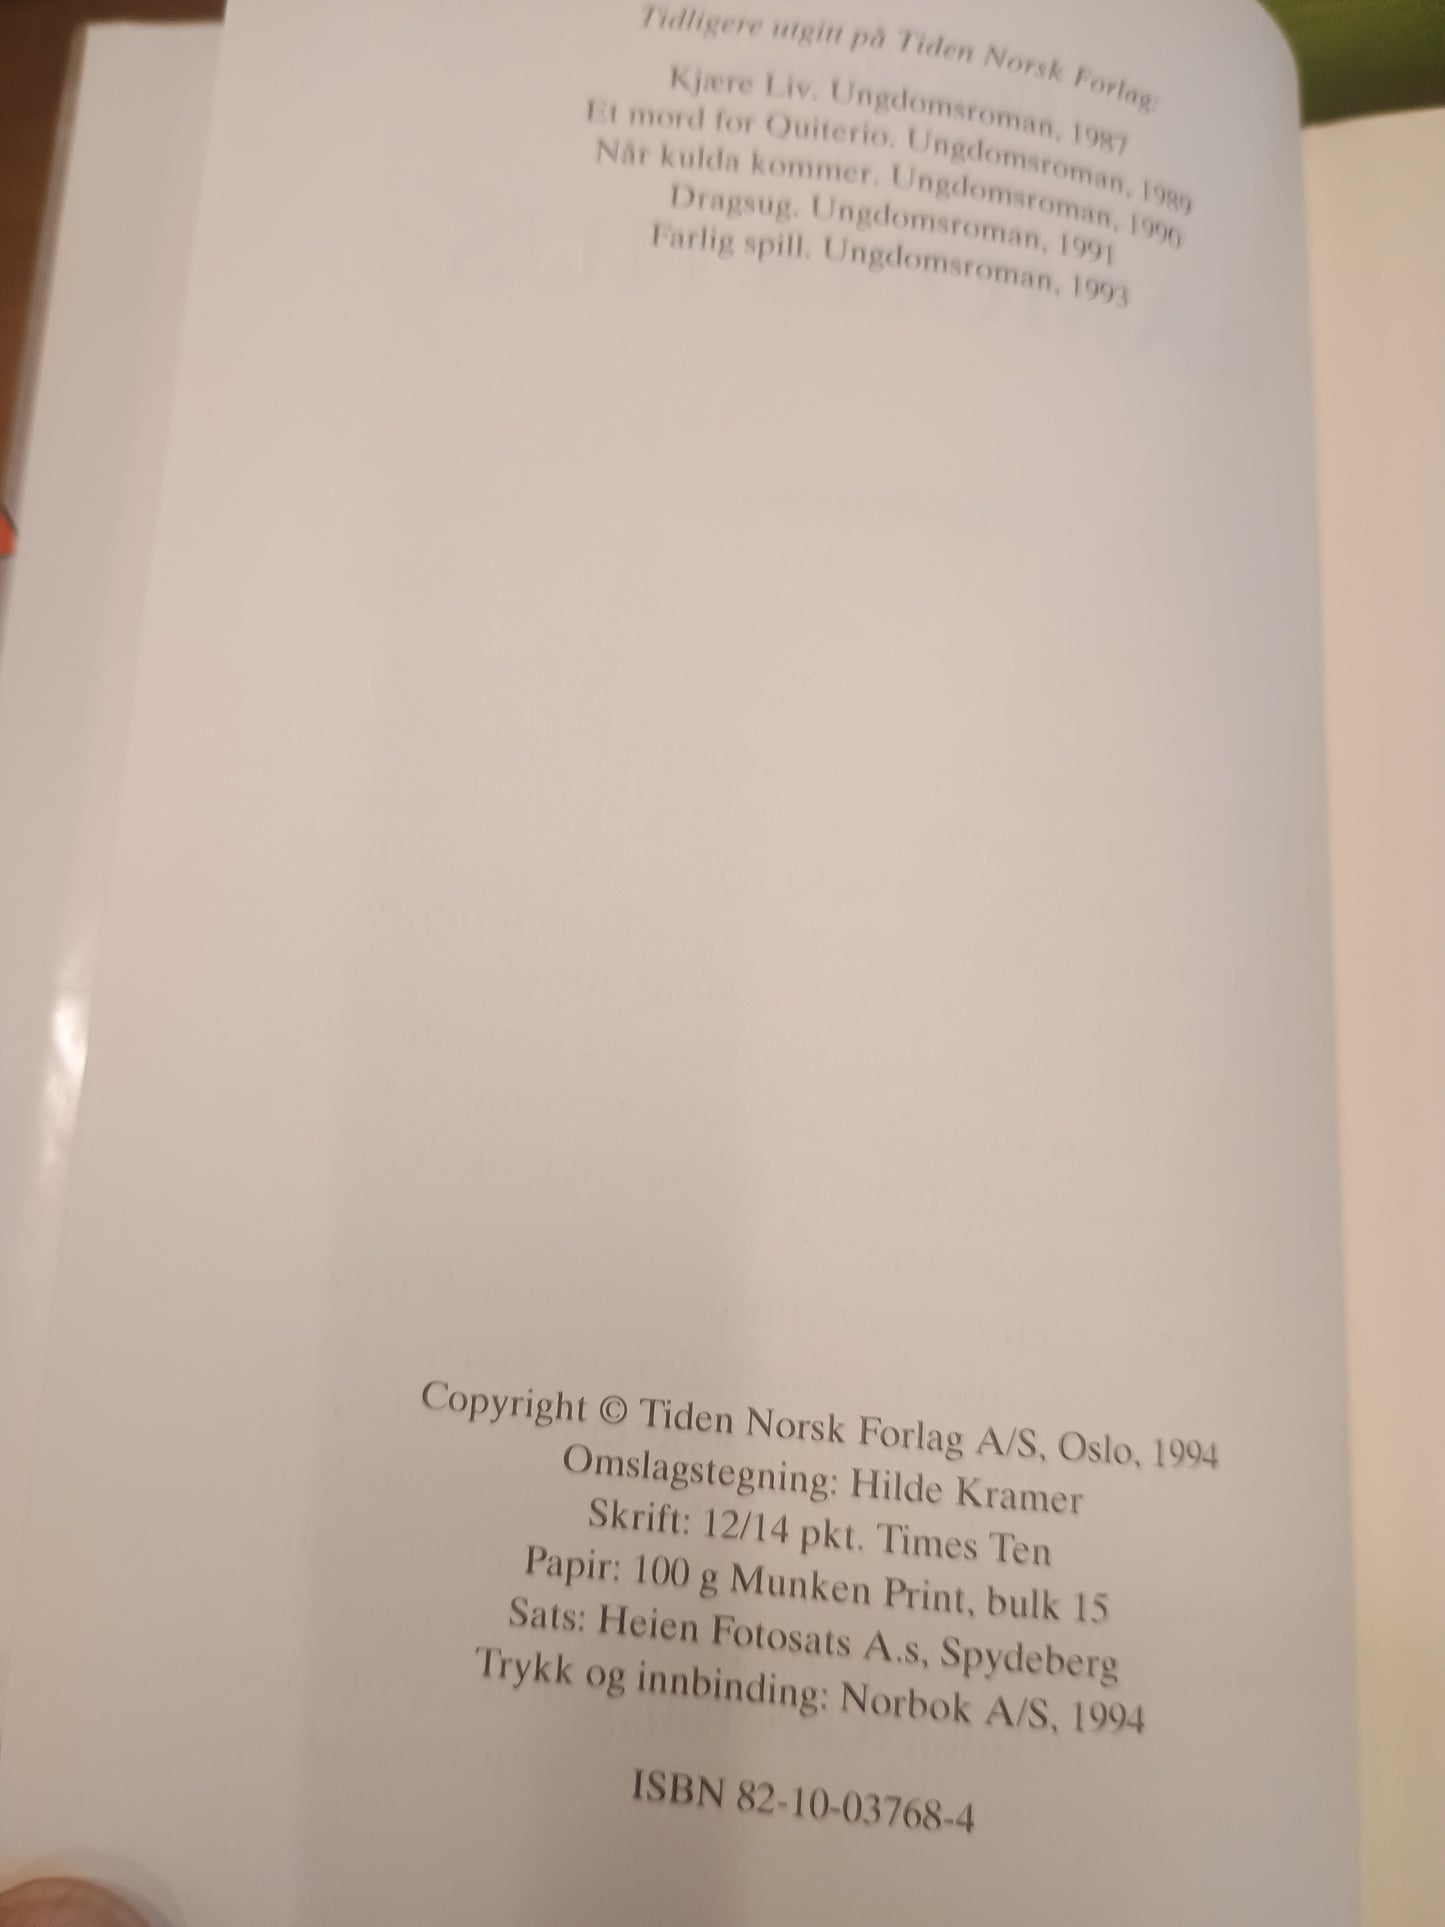 Tidligere utgitt på Tiden Norsk Forlag:
Kjære Liv. Ungdomsroman, 1987
Et mord for Quiterio. Ungdomsroman, 1989
Når kulda kommer. Ungdomsroman, 1990
Dragsug. Ungdomsroman, 1991
Farlig spill. Ungdomsroman, 1993
Copyright © Tiden Norsk Forlag A/S, Oslo, 1994
Omslagstegning: Hilde Kramer
Skrift: 12/14 pkt. Times Ten
Papir: 100 g Munken Print, bulk 15
Sats: Heien Fotosats A.s, Spydeberg
Trykk og innbinding: Norbok A/S, 1994
ISBN 82-10-03768-4